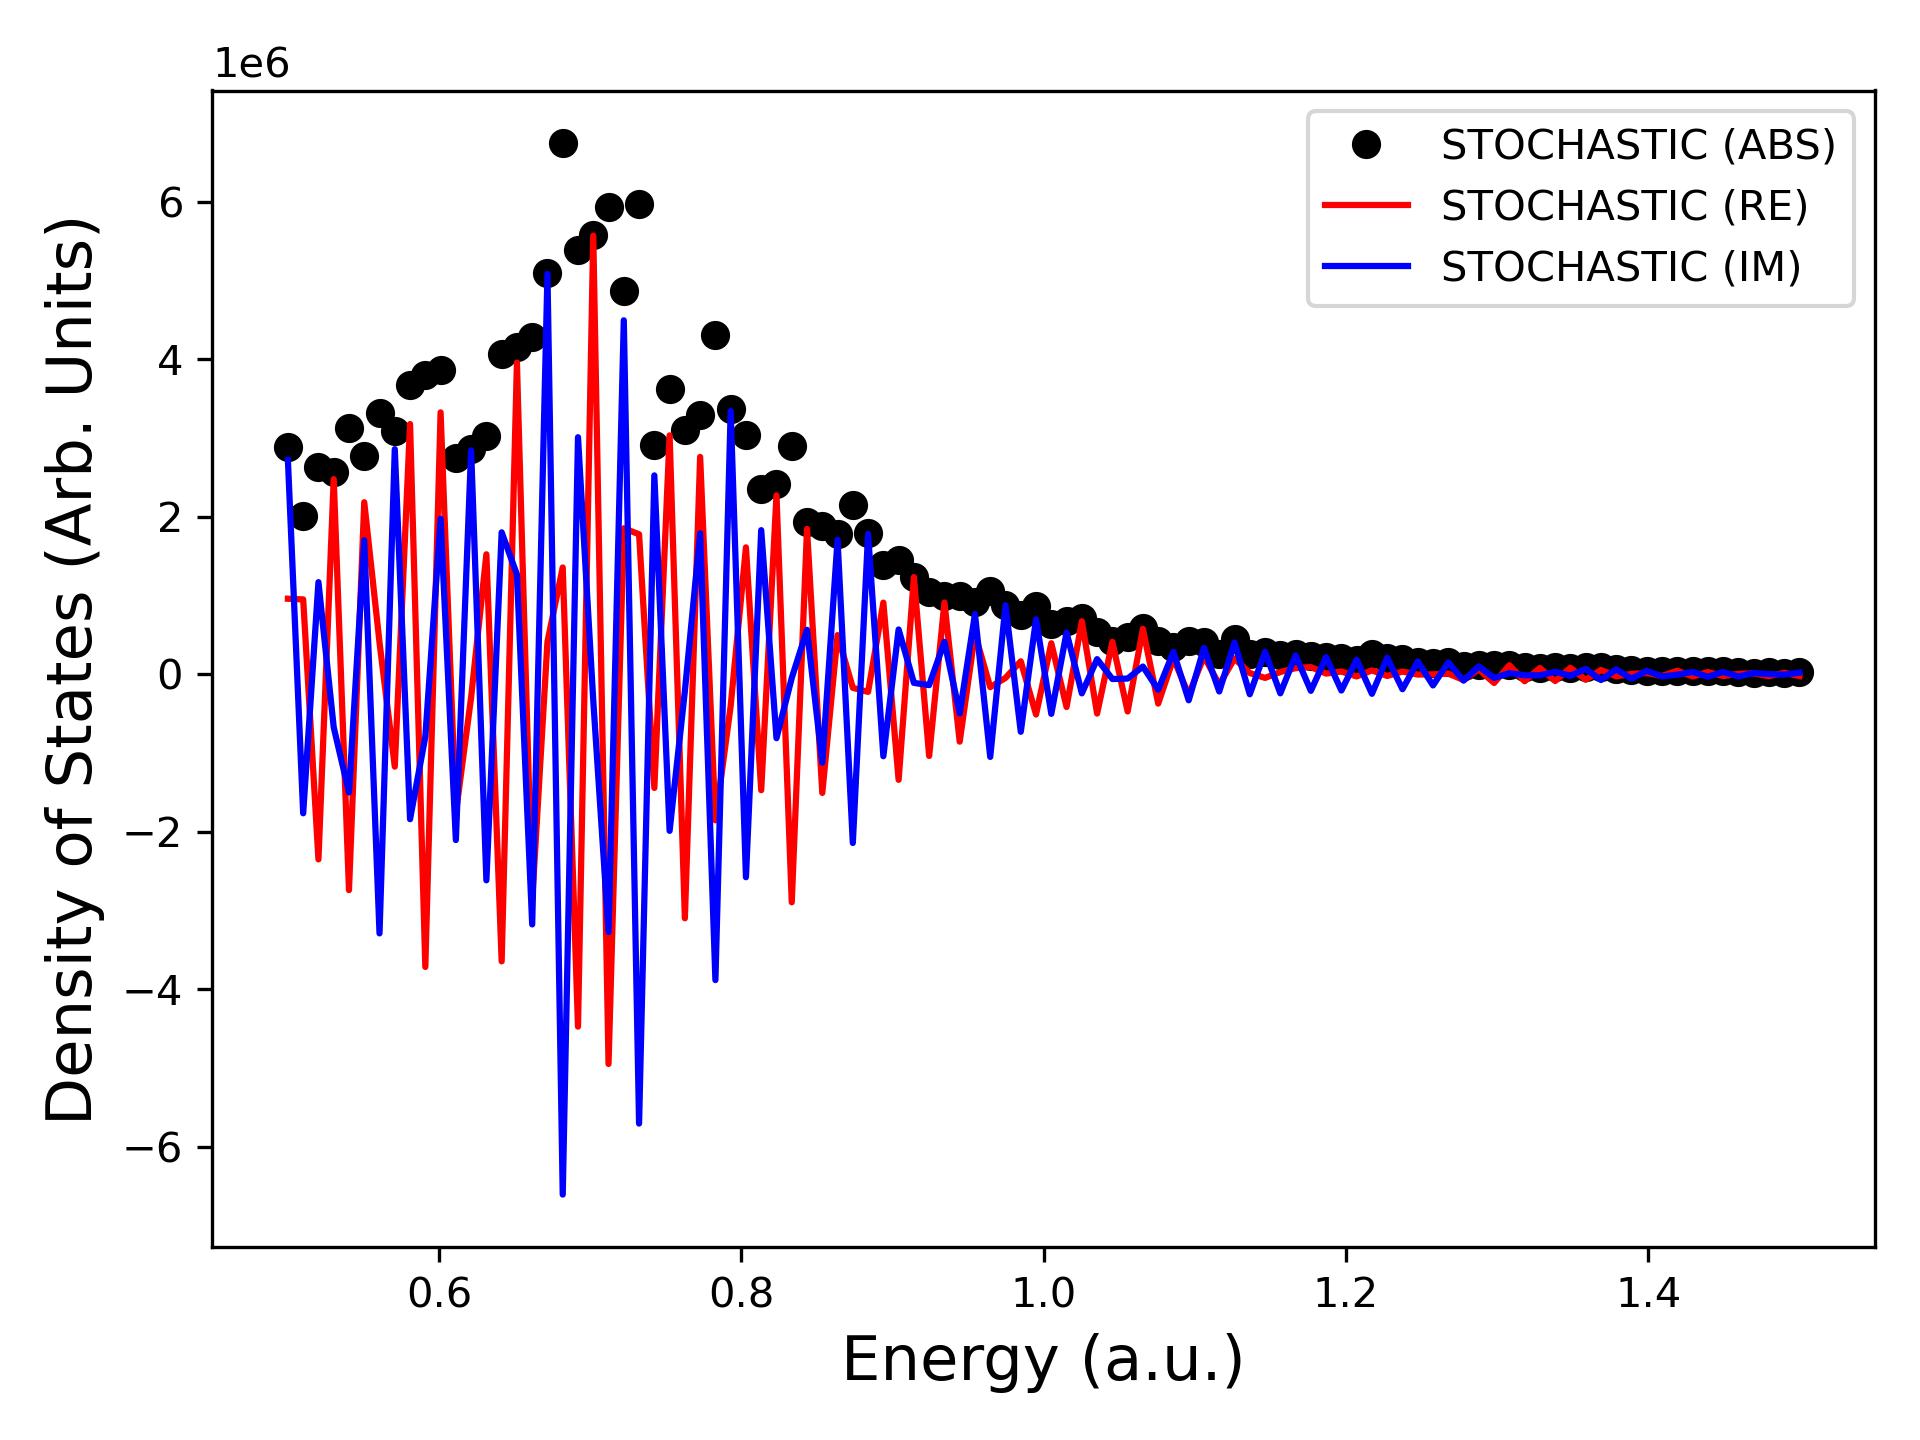 1e6
STOCHASTIC (ABS)
STOCHASTIC (RE)
STOCHASTIC (IM)
Density of States (Arb. Units)
6
4
2
0
−2
−4
−6
0.6 0.8 1.0 1.2 1.4
Energy (a.u.)